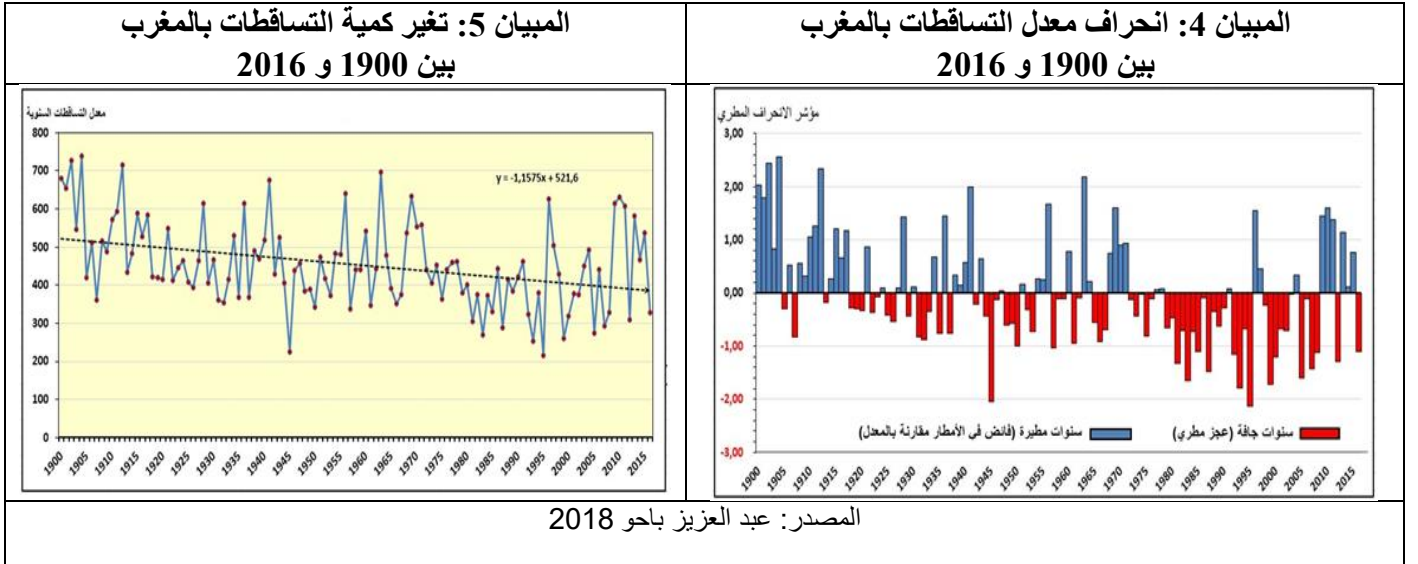 المبيان 4: انحراف معدل التساقطات بالمغرب
بين 1900 و 2016
المبيان 5: تغير كمية التساقطات بالمغرب
بين 1900 و 2016
مؤشر الانحراف المطري
3,00
2,00
1,00
0,00
-1,00
-2,00
-3,00
سنوات جافة (عجز مطري)
سنوات مطيرة (فائض في الأمطار مقارنة بالمعدل)
1900 1905 1910 1915 1920 1925 1930 1935 1940 1945 1950 1955 1960 1965 1970 1975 1980 1985 1990 1995 2000 2005 2010 2015
معدل التساقطات السنوية
800
700
600
500
400
300
200
100
0
y = -1,1575x + 521,6
1900 1905 1910 1915 1920 1925 1930 1935 1940 1945 1950 1955 1960 1965 1970 1975 1980 1985 1990 1995 2000 2005 2010 2015
المصدر: عبد العزيز باحو 2018